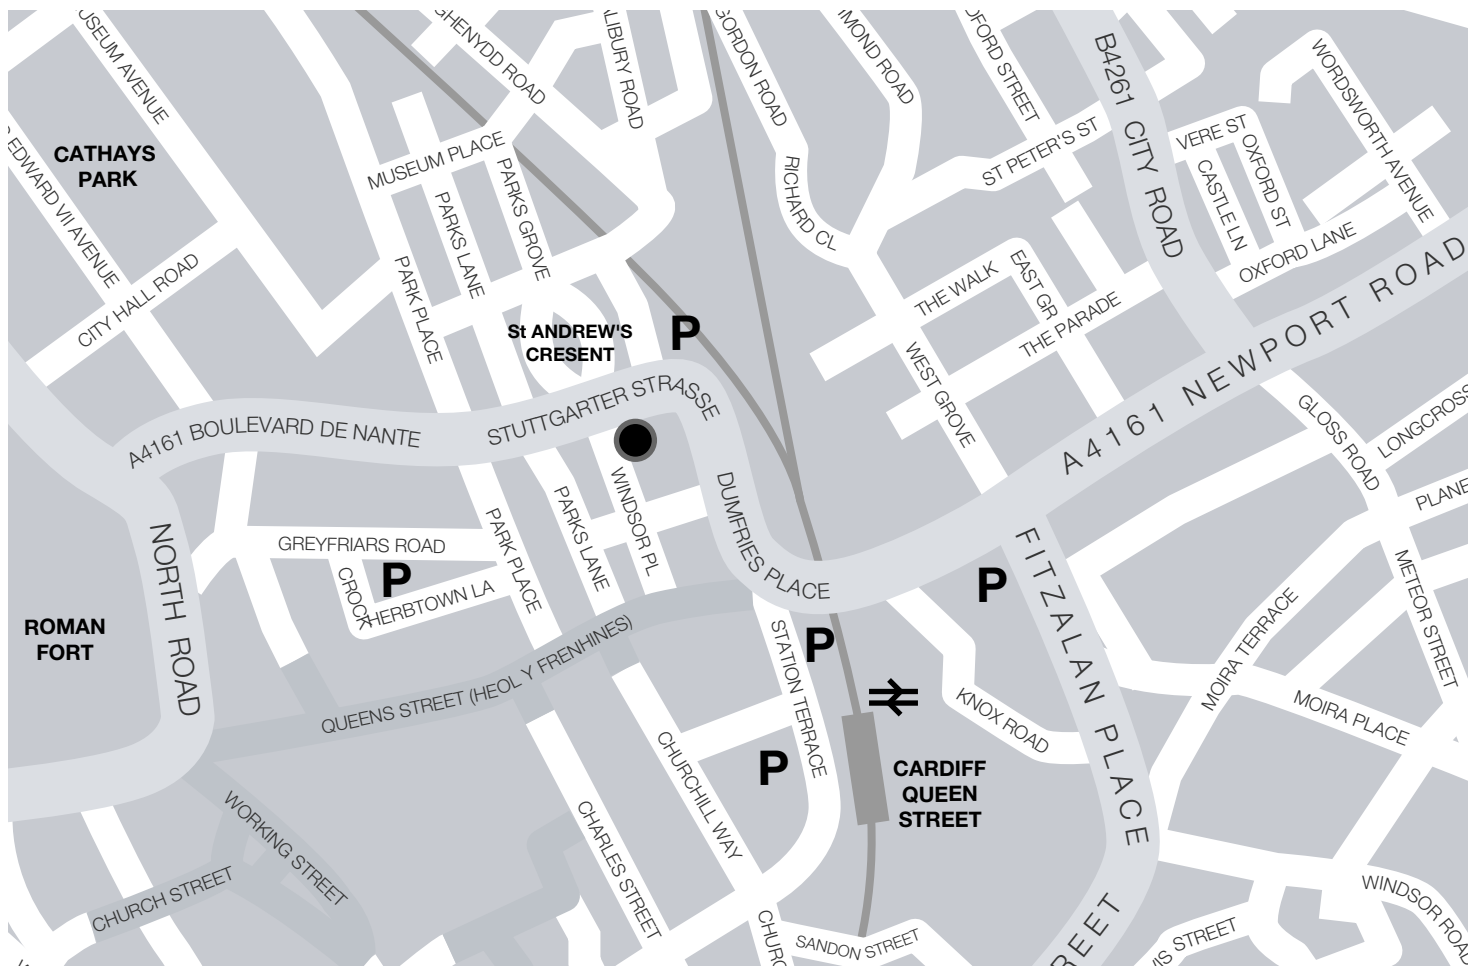 USEUM AVENUE
GHENYDD ROAD
LIBURY ROAD
GORDON ROAD
MOND ROAD
FORD STREET
B4261 CITY ROAD
WORDSWORTH AVENUE
VERE ST
OXFORD ST
CASTLE LN
OXFORD LANE
ST PETER'S ST
CATHAYS
PARK
EDWARD VII AVENUE
CITY HALL ROAD
MUSEUM PLACE
PARKS GROVE
PARKS LANE
PARK PLACE
RICHARD CL
THE WALK
EAST GR
THE PARADE
WEST GROVE
St ANDREW'S
CRESENT
P
A4161 BOULEVARD DE NANTE
STUTTGARTER STRASSE
A4161 NEWPORT ROAD
GLOSS ROAD
LONGCROSS
PLANE
METEOR STREET
NORTH ROAD
GREYFRIARS ROAD
CROCK
HERBTOWN LA
P
PARK PLACE
PARKS LANE
WINDSOR PL
DUMFRIES PLACE
P
P
FITZALAN PLACE
MOIRA TERRACE
MOIRA PLACE
ROMAN
FORT
QUEENS STREET (HEOL Y FRENHINES)
STATION TERRACE
KNOX ROAD
P
CARDIFF
QUEEN
STREET
CHURCHILL WAY
CHARLES STREET
WORKING STREET
CHURCH STREET
CHURC
SANDON STREET
REET
IS STREET
WINDSOR ROAD